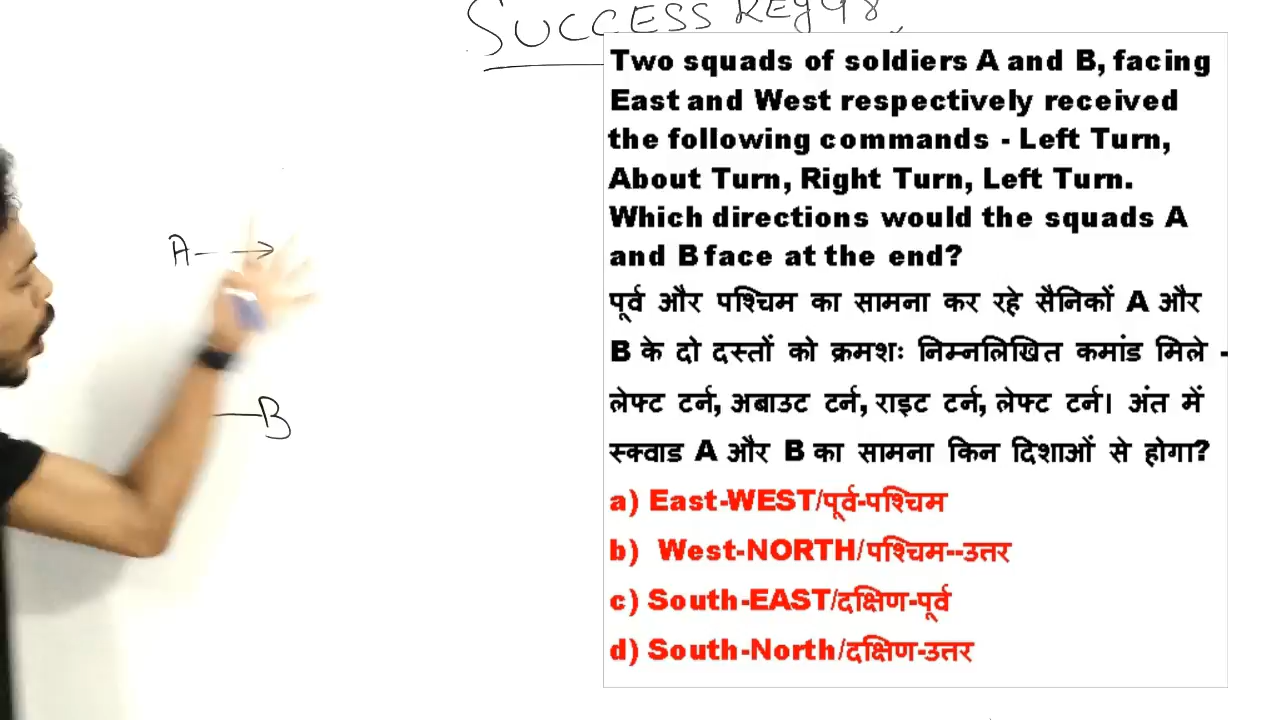 SUCCESS
Two squads of soldiers A and B, facing
East and West respectively received
the following commands - Left Turn,
About Turn, Right Turn, Left Turn.
Which directions would the squads A
and B face at the end?
पूर्व और पश्चिम का सामना कर रहे सैनिकों A और
B के दो दस्तों को क्रमशः निम्नलिखित कमांड मिले -
लेफ्ट टर्न, अबाउट टर्न, राइट टर्न, लेफ्ट टर्न। अंत में
स्क्वाड A और B का सामना किन दिशाओं से होगा?
a) East-WEST/पूर्व-पश्चिम
b) West-NORTH/पश्चिम--उतर
c) South-EAST/दक्षिण-पूर्व
d) South-North/दक्षिण-उत्तर
A
B